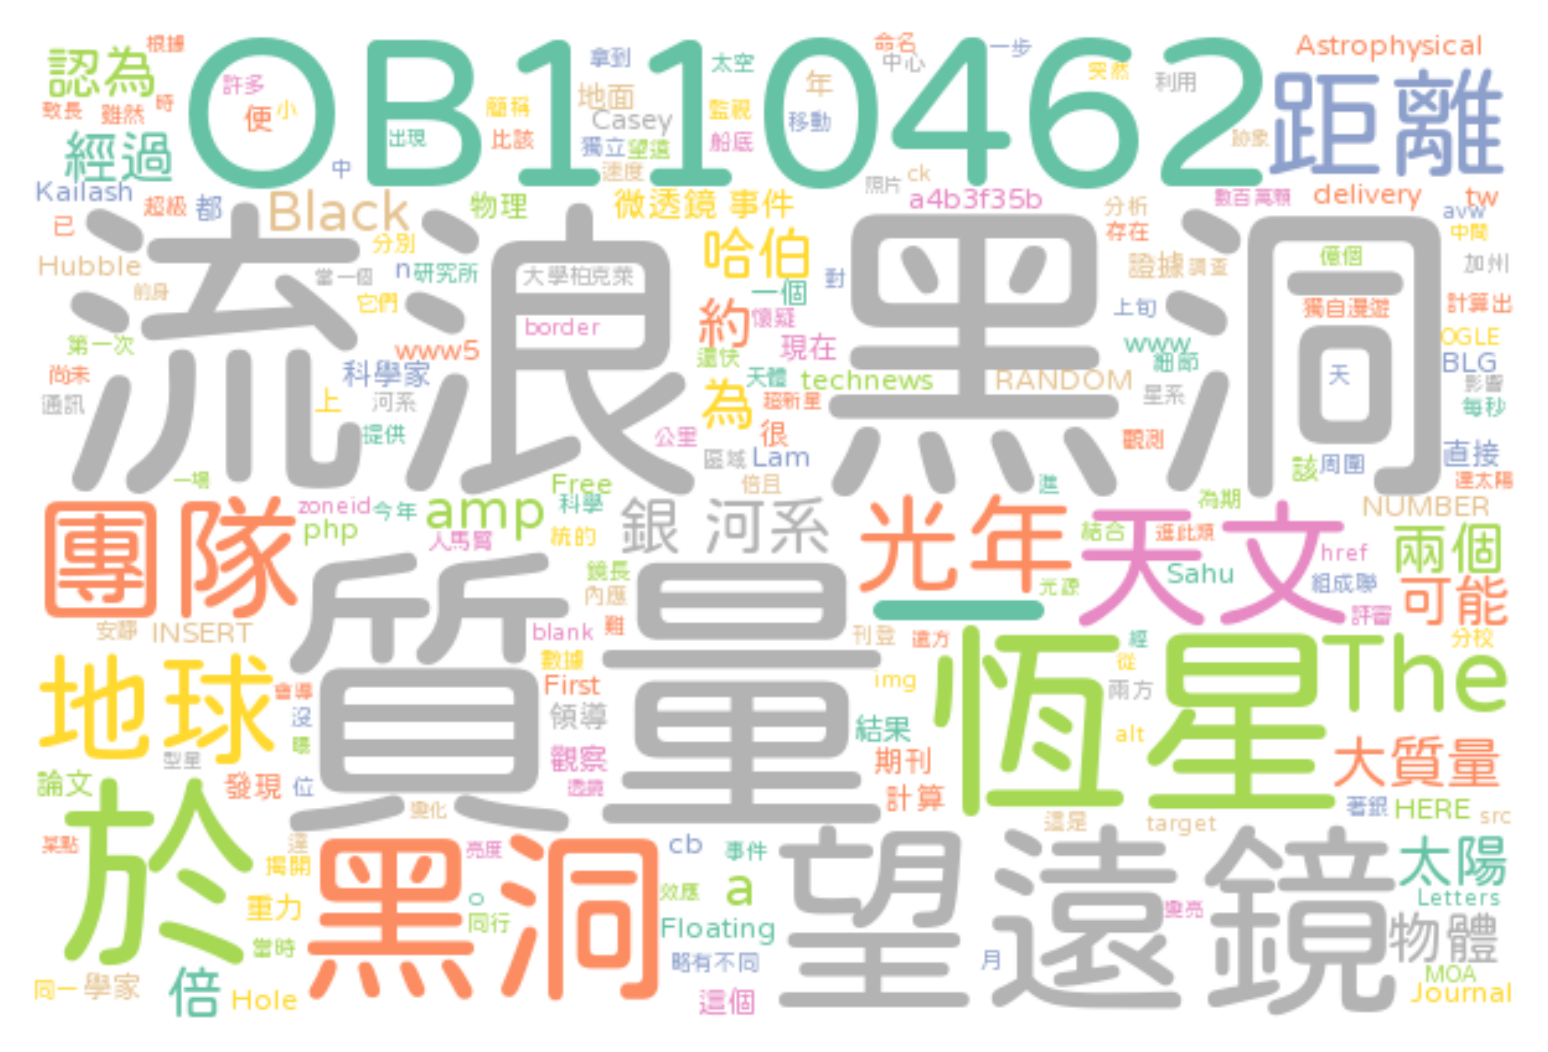 認為 根據 OB110462 拿到 太空 命名 一步 Astrophysical
許多 年 中心 突然 利用 距離
致長 雖然 時 便 小 簡稱 地面 監視 移動
經過 出現 比該 Casey 船底 跡象
中 獨立 望遠 速度 照片 ck
Kailash 超級 都 Black 物理 微透鏡 事件 a4b3f35b 分析 數百萬顆 delivery tw
已 流浪黑洞 分別 哈伯 存在 億個 avw 中間
Hubble 當一個 n 研究所 大學柏克萊 一個 對 證據 調查 加州
前身 它們 border 約 懷疑 上旬 獨自漫遊 計算出
第一次 www5 還快 現在 www 細節 OGLE
尚未 科學家 天體 technews RANDOM 天 BLG 影響
通訊 上 河系 為 超新星 星系 每秒
提供 公里 很 觀測 直接
區域 Lam 該 周圍
一場 Free 倍且 進 為期 達太陽
團隊 zoneid 今年 amp 科學 銀 河系 光年 結合 進此類 NUMBER
php 人馬臂 統的 天文 href 兩個
鏡長 光源 Sahu 組成聯 可能
質量 內應 一 評審
安靜 INSERT blank 難 刊登 遠方 經 分校
地球 會導 數據 恆星 從 The
First img 兩方
沒 領導 結果 alt
型星 觀察 期刊 大質量
論文 發現 位 透鏡 計算 著銀 HERE src
於 變化 這是 target
某點 達 黑洞 亮度 cb 事件 望遠鏡 太陽
揭開 o 效應 a Letters
重力 同行 Floating 變亮 物體
當時 略有不同 月 MOA
同一 學家 倍 Hole 這個 Journal